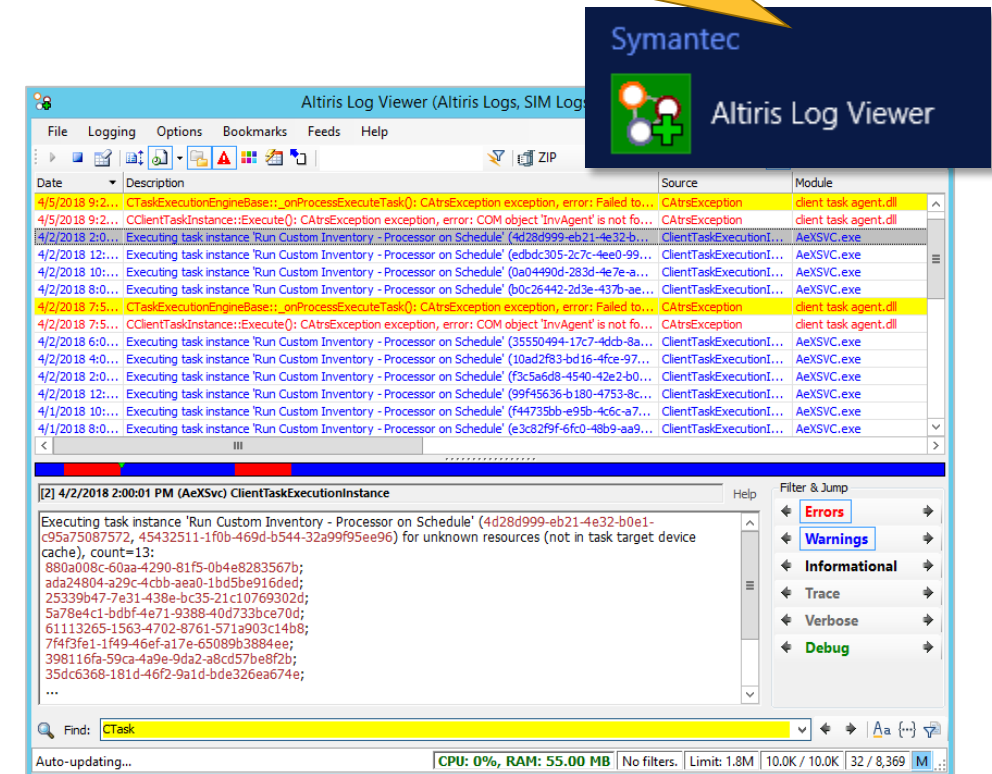 Symantec
Altiris Log Viewer
Altiris Log Viewer (Altiris Logs, SIM Logs
File Logging Options Bookmarks Feeds Help
ZIP
Date Description Source Module
4/5/2018 9:2... CTaskExecutionEngineBase::_onProcessExecuteTask(): CAtrsException exception, error: Failed to... CAtrsException client task agent.dll
4/5/2018 9:2... CClientTaskInstance::Execute(): CAtrsException exception, error: COM object 'InvAgent' is not fo... CAtrsException client task agent.dll
4/2/2018 2:0... Executing task instance 'Run Custom Inventory - Processor on Schedule' (4d28d999-eb21-4e32-b... ClientTaskExecutionI... AeXSVC.exe
4/2/2018 12:... Executing task instance 'Run Custom Inventory - Processor on Schedule' (edbdc305-2c7c-4ee0-99... ClientTaskExecutionI... AeXSVC.exe
4/2/2018 10:... Executing task instance 'Run Custom Inventory - Processor on Schedule' (0a04490d-283d-4e7e-a... ClientTaskExecutionI... AeXSVC.exe
4/2/2018 8:0... Executing task instance 'Run Custom Inventory - Processor on Schedule' (b0c26442-2d3e-437b-ae... ClientTaskExecutionI... AeXSVC.exe
4/2/2018 7:5... CTaskExecutionEngineBase::_onProcessExecuteTask(): CAtrsException exception, error: Failed to... CAtrsException client task agent.dll
4/2/2018 7:5... CClientTaskInstance::Execute(): CAtrsException exception, error: COM object 'InvAgent' is not fo... CAtrsException client task agent.dll
4/2/2018 6:0... Executing task instance 'Run Custom Inventory - Processor on Schedule' (35550494-17c7-4dcb-8a... ClientTaskExecutionI... AeXSVC.exe
4/2/2018 4:0... Executing task instance 'Run Custom Inventory - Processor on Schedule' (10ad2f83-bd16-4fce-97... ClientTaskExecutionI... AeXSVC.exe
4/2/2018 2:0... Executing task instance 'Run Custom Inventory - Processor on Schedule' (f3c5a6d8-4540-42e2-b0... ClientTaskExecutionI... AeXSVC.exe
4/2/2018 12:... Executing task instance 'Run Custom Inventory - Processor on Schedule' (99f45636-b180-4753-8c... ClientTaskExecutionI... AeXSVC.exe
4/1/2018 10:... Executing task instance 'Run Custom Inventory - Processor on Schedule' (f44735bb-e95b-4c6c-a7... ClientTaskExecutionI... AeXSVC.exe
4/1/2018 8:0... Executing task instance 'Run Custom Inventory - Processor on Schedule' (e3c82f9f-6fc0-48b9-aa9... ClientTaskExecutionI... AeXSVC.exe
[2] 4/2/2018 2:00:01 PM (AeXSvc) ClientTaskExecutionInstance Help
Executing task instance 'Run Custom Inventory - Processor on Schedule' (4d28d999-eb21-4e32-b0e1-
c95a75087572, 45432511-1f0b-469d-b544-32a99f95ee96) for unknown resources (not in task target device
cache), count=13:
880a008c-60aa-4290-81f5-0b4e8283567b;
ada24804-a29c-4cbb-aea0-1bd5be916ded;
25339b47-7e31-438e-bc35-21c10769302d;
5a78e4c1-bdbf-4e71-9388-40d733bce70d;
61113265-1563-4702-8761-571a903c14b8;
7f4f3fe1-1f49-46ef-a17e-65089b3884ee;
398116fa-59ca-4a9e-9da2-a8cd57be8f2b;
35dc6368-181d-46f2-9a1d-bde326ea674e;
...
Filter & Jump
Errors
Warnings
Informational
Trace
Verbose
Debug
Find: CTask Aa {...}
Auto-updating... CPU: 0%, RAM: 55.00 MB No filters. Limit: 1.8M 10.0K / 10.0K 32 / 8,369 M